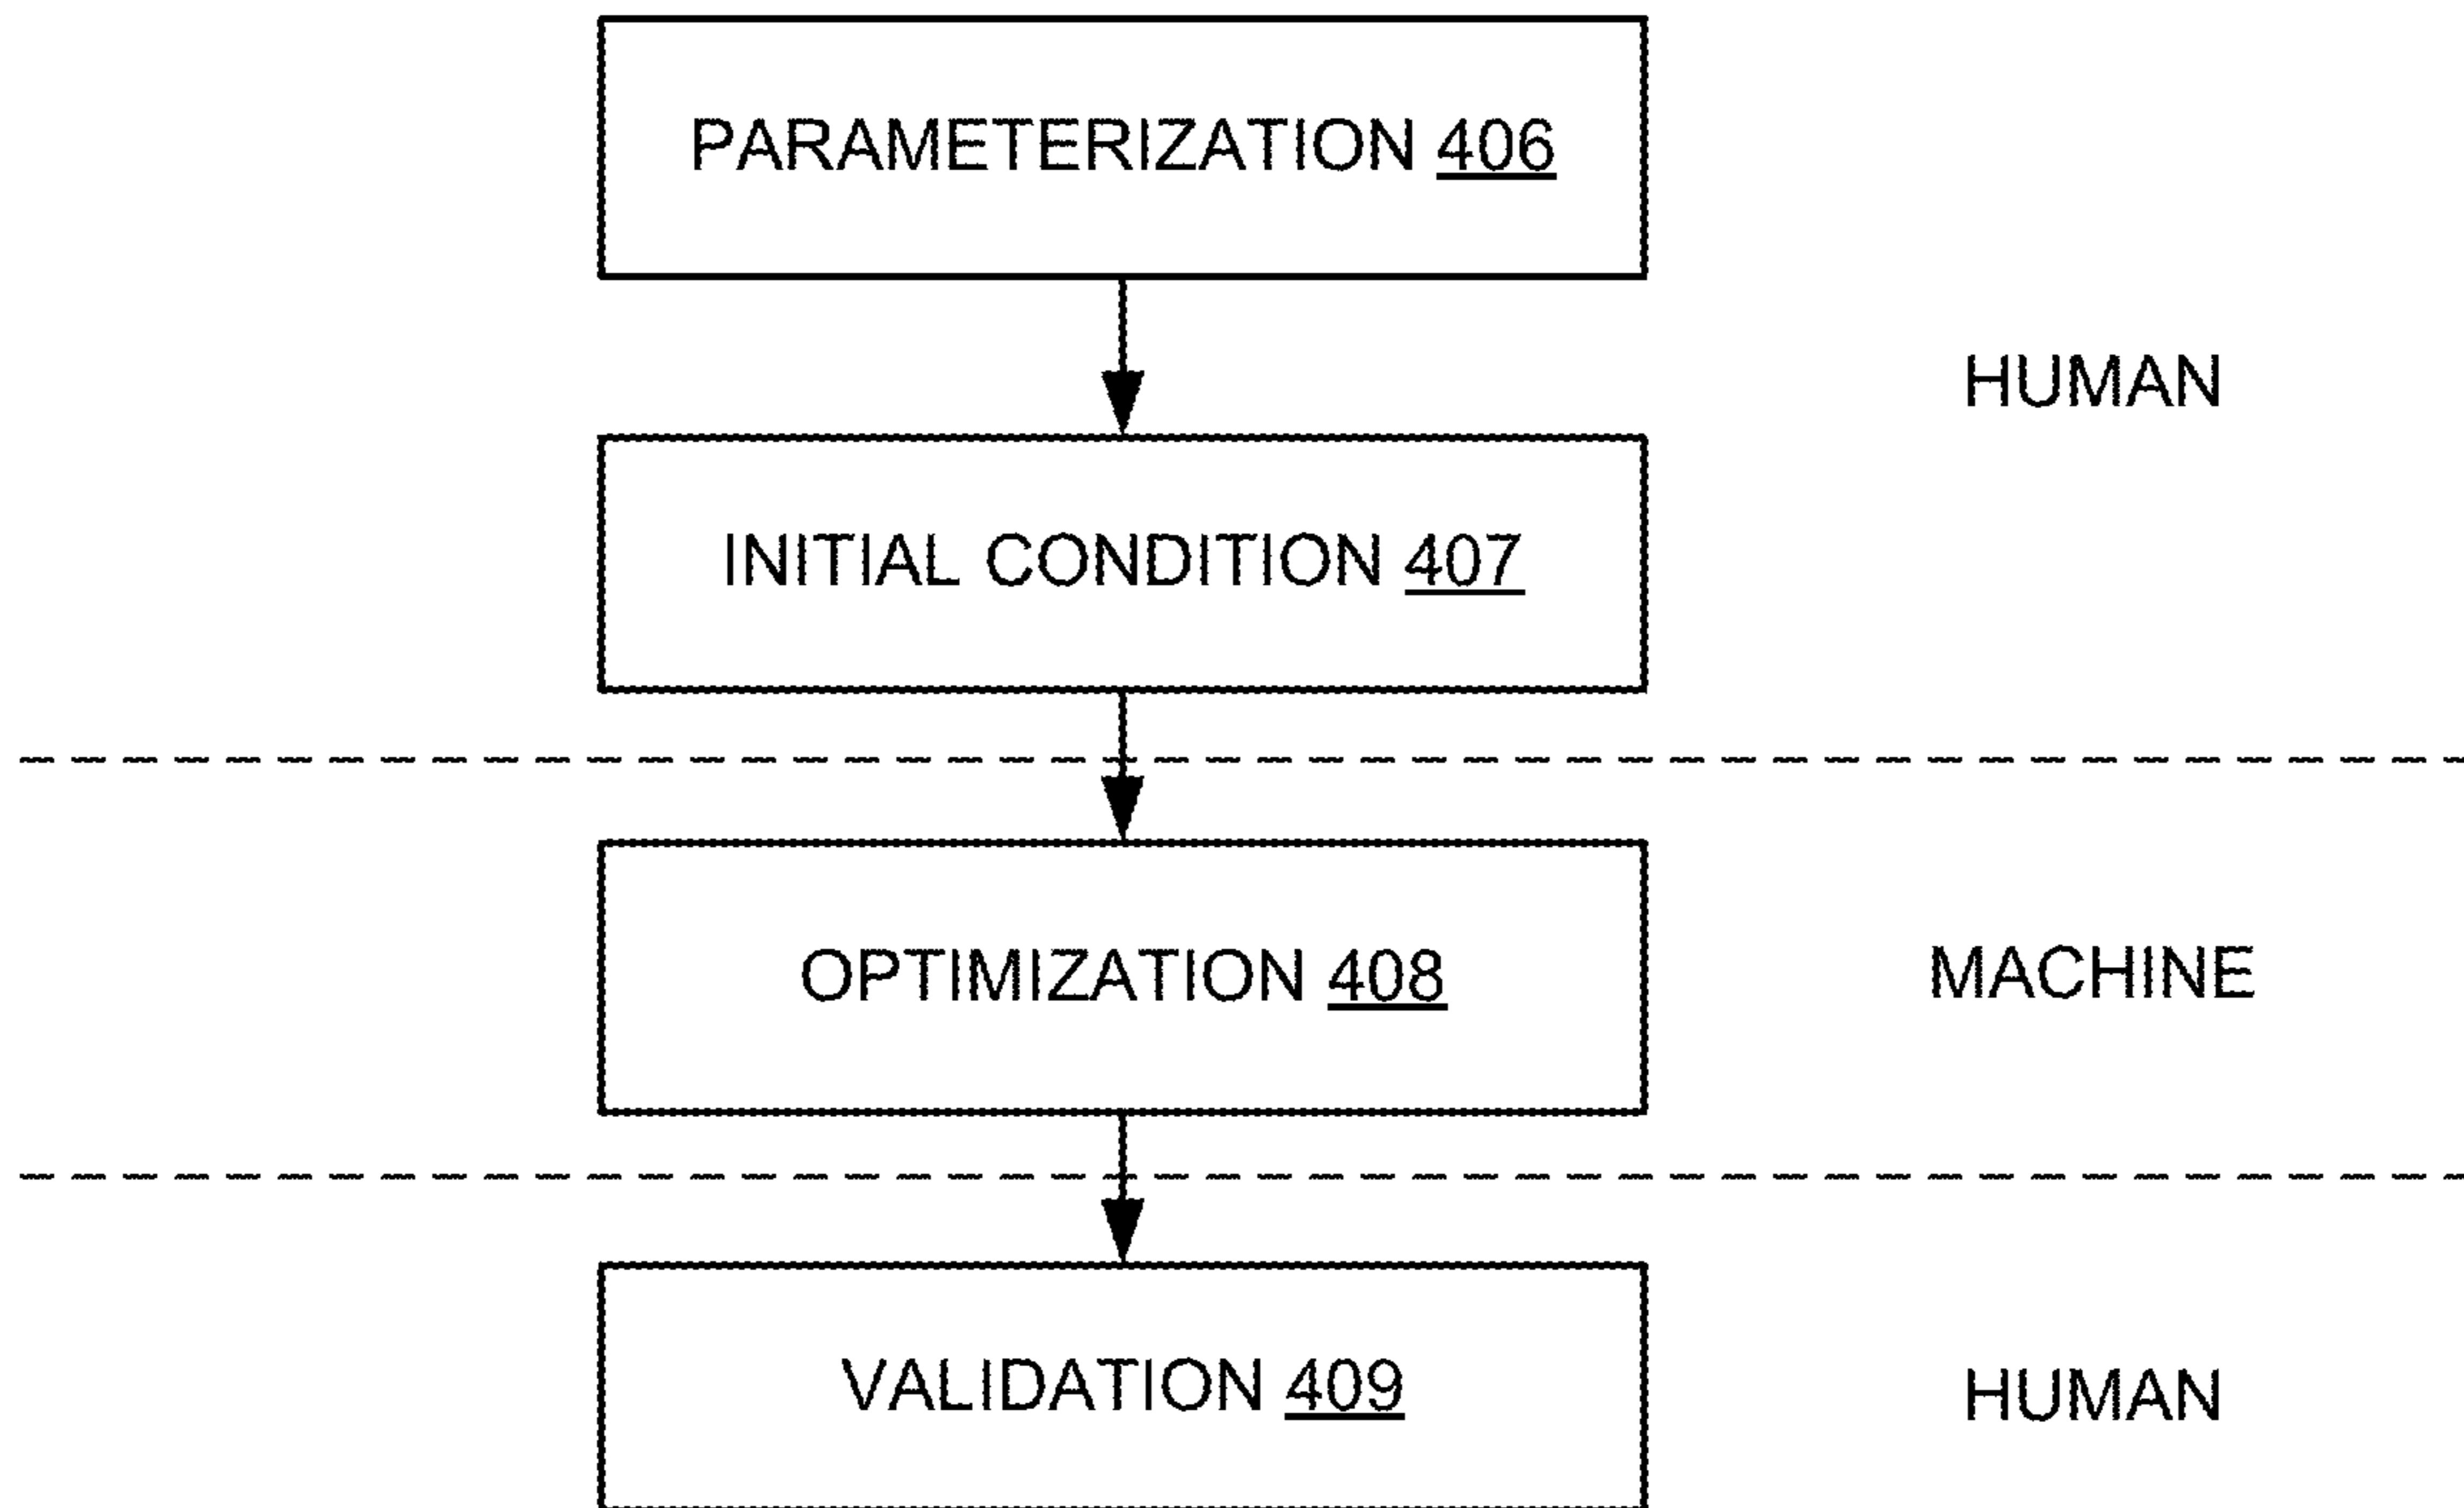 PARAMETERIZATION 406
HUMAN
INITIAL CONDITION 407
OPTIMIZATION 408
MACHINE
VALIDATION 409
HUMAN